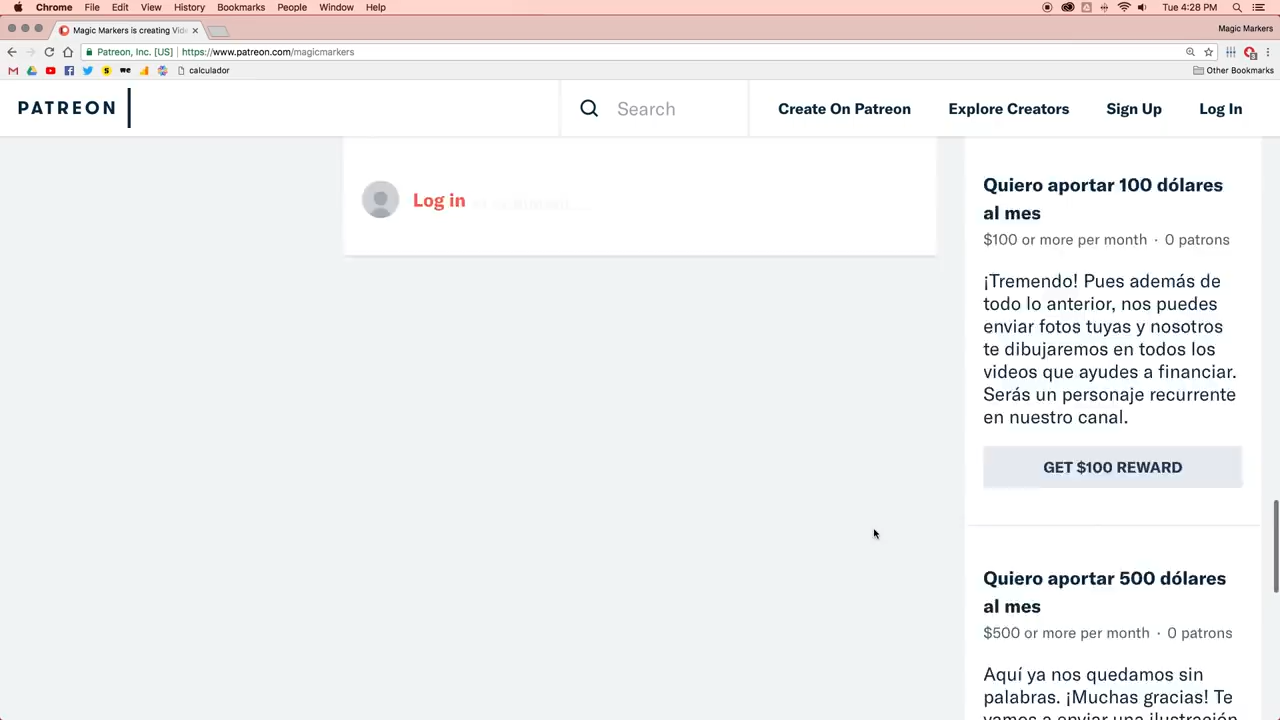 Chrome File Edit View History Bookmarks People Window Help Tue 4:28 PM
Magic Markers is creating Vid Magic Markers
Patreon, Inc. [US] https://www.patreon.com/magicmarkers
calculador Other Bookmarks
PATREON Search Create On Patreon Explore Creators Sign Up Log In
Log in
Quiero aportar 100 dólares
al mes
$100 or more per month · 0 patrons
¡Tremendo! Pues además de
todo lo anterior, nos puedes
enviar fotos tuyas y nosotros
te dibujaremos en todos los
videos que ayudes a financiar.
Serás un personaje recurrente
en nuestro canal.
GET $100 REWARD
Quiero aportar 500 dólares
al mes
$500 or more per month · 0 patrons
Aquí ya nos quedamos sin
palabras. ¡Muchas gracias! Te
vamos a enviar una ilustración